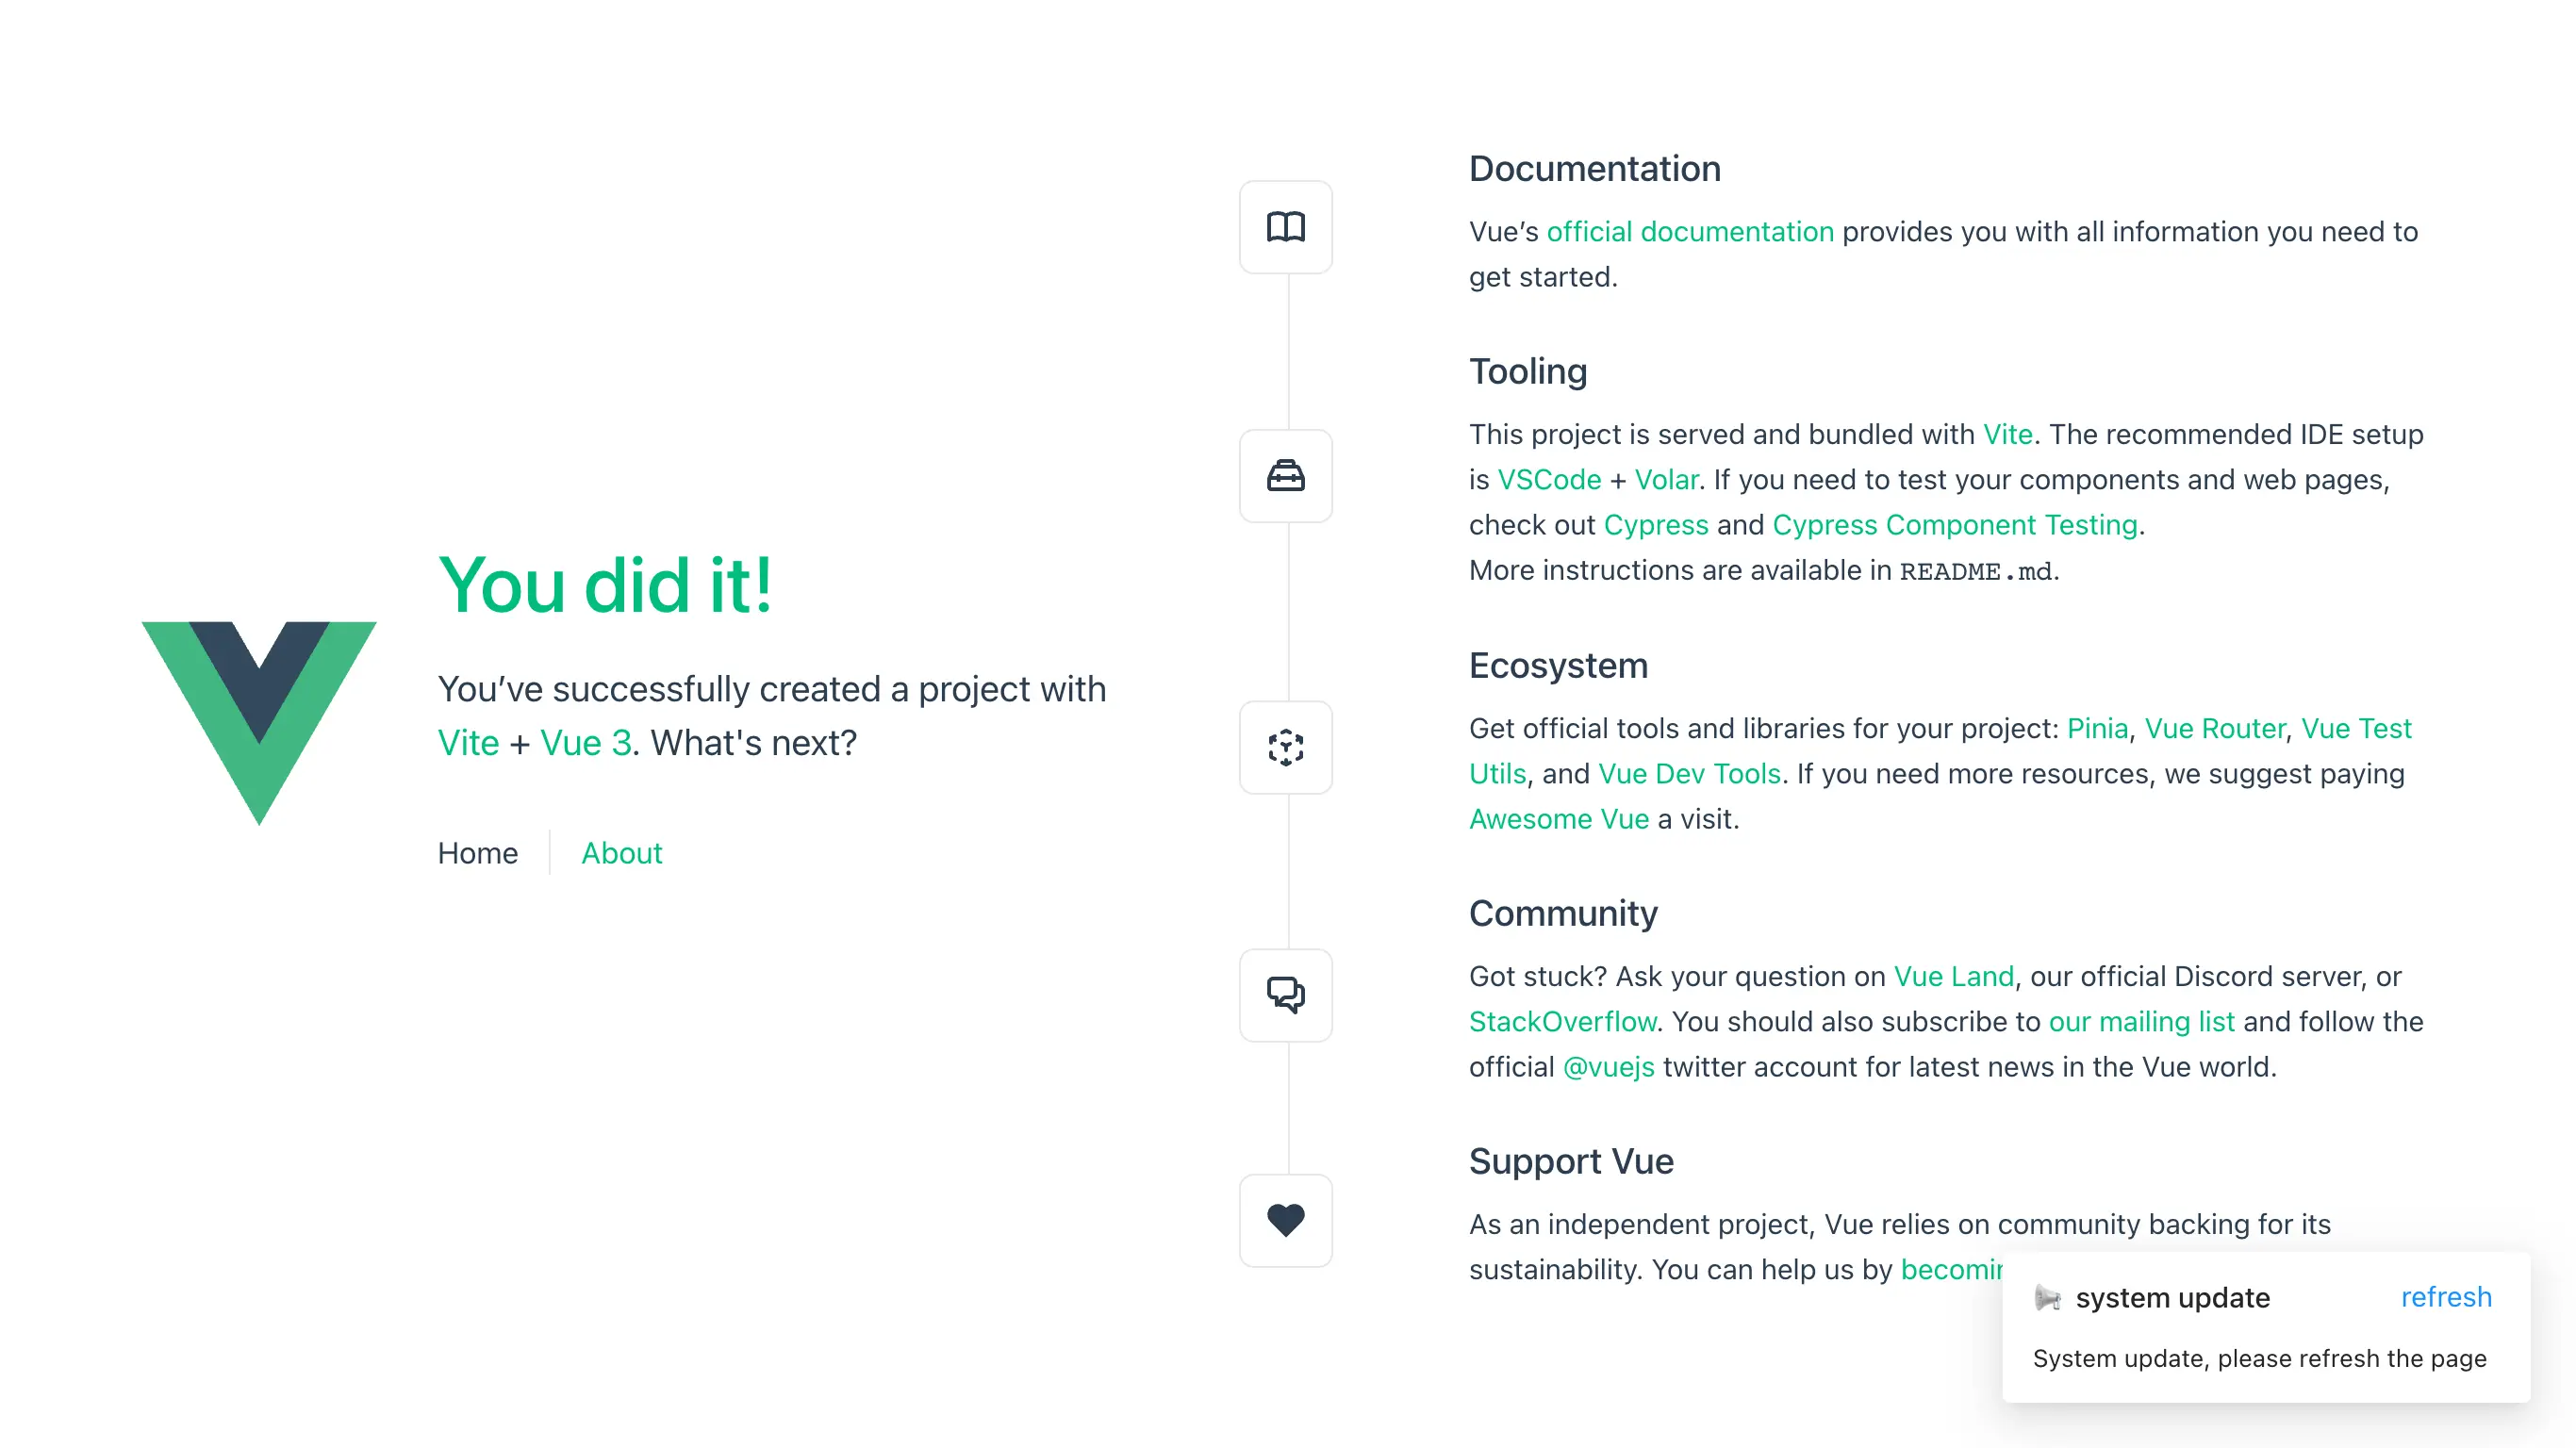 You did it!
You’ve successfully created a project with
Vite + Vue 3. What's next?
Home
About
Documentation
Vue’s official documentation provides you with all information you need to
get started.
Tooling
This project is served and bundled with Vite. The recommended IDE setup
is VSCode + Volar. If you need to test your components and web pages,
check out Cypress and Cypress Component Testing.
More instructions are available in README.md.
Ecosystem
Get official tools and libraries for your project: Pinia, Vue Router, Vue Test
Utils, and Vue Dev Tools. If you need more resources, we suggest paying
Awesome Vue a visit.
Community
Got stuck? Ask your question on Vue Land, our official Discord server, or
StackOverflow. You should also subscribe to our mailing list and follow the
official @vuejs twitter account for latest news in the Vue world.
Support Vue
As an independent project, Vue relies on community backing for its
sustainability. You can help us by
system update
refresh
System update, please refresh the page